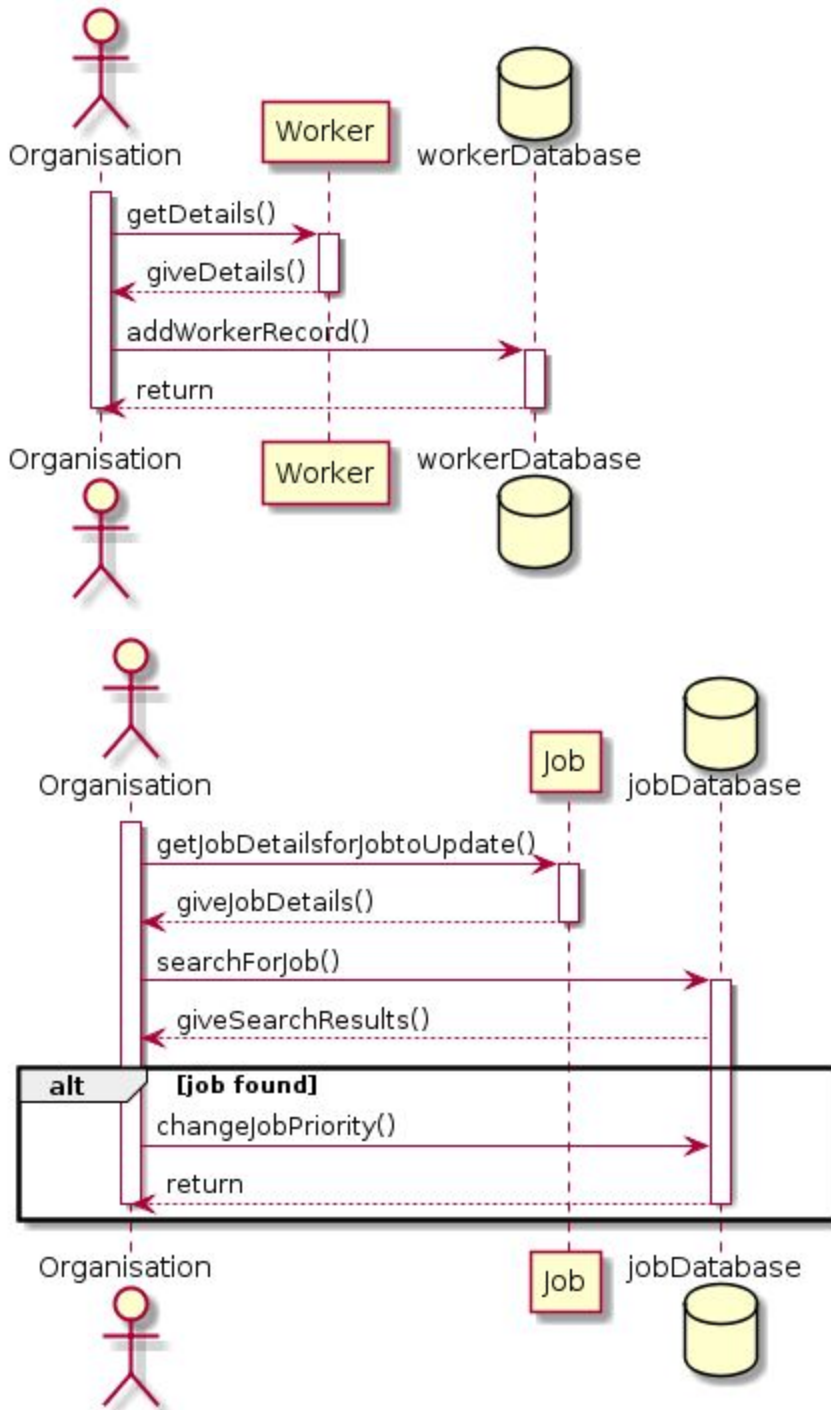 Organisation
Worker
workerDatabase
getDetails()
giveDetails()
addWorkerRecord()
return
Organisation
Worker
workerDatabase
Organisation
Job
jobDatabase
getJobDetailsforJobtoUpdate()
giveJobDetails()
searchForJob()
giveSearchResults()
alt [job found]
changeJobPriority()
return
Organisation
Job
jobDatabase